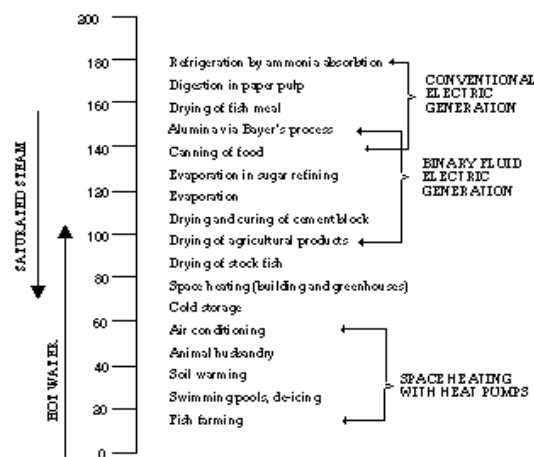 200
180
160
140
120
100
80
60
40
20
0
SATURATED STEAM
HOT WATER
Refrigeration by ammonia absorbtion
Digestion in paper pulp
Drying of fish meal
Alumina via Bayer's process
Canning of food
Evaporation in sugar refining
Evaporation
Drying and curing of cement block
Drying of agricultural products
Drying of stock fish
Space heating (building and greenhouses)
Cold storage
Air conditioning
Animal husbandry
Soil warming
Swimming pools, de-icing
Fish farming
CONVENTIONAL
ELECTRIC
GENERATION
BINARY FLUID
ELECTRIC
GENERATION
SPACE HEATING
WITH HEAT PUMPS